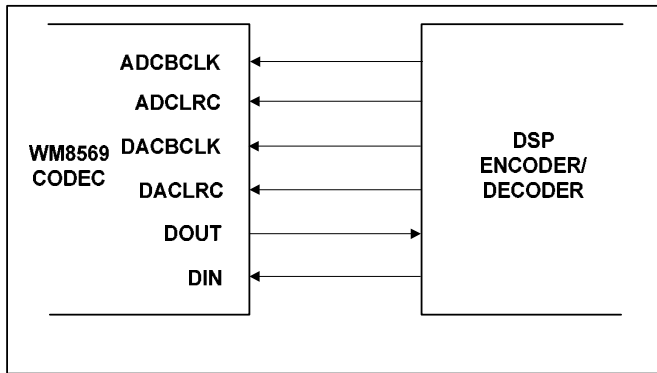 ADCBCLK
ADCLRC
DACBCLK
DACLRC
DOUT
DIN
WM8569
CODEC
DSP
ENCODER/
DECODER